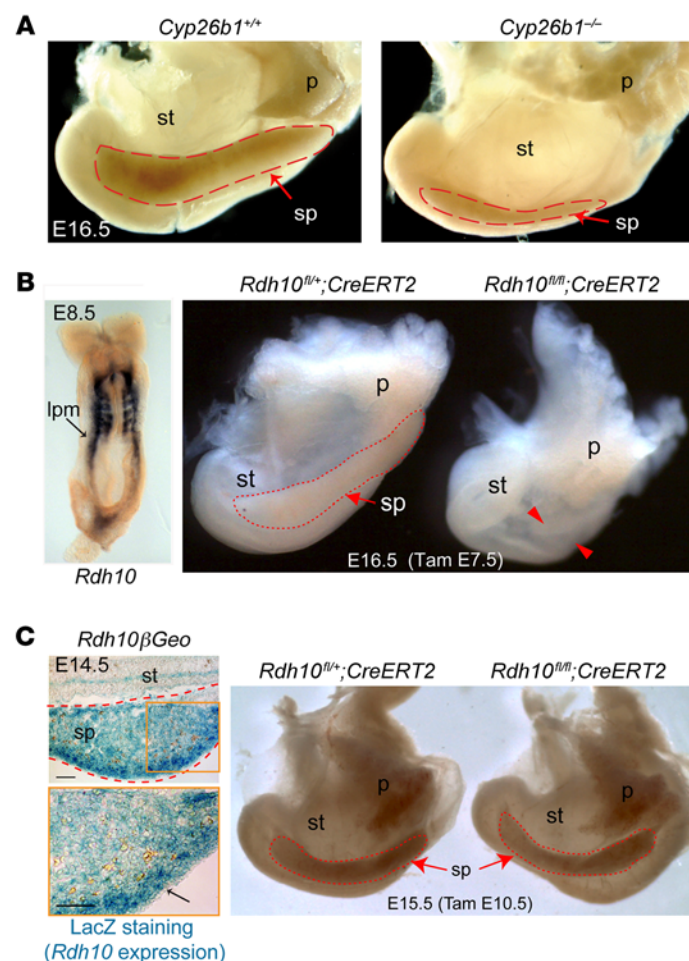 A
Cyp26b1+/+
Cyp26b1–/–
st
p
sp
E16.5
p
st
sp
B
Rdh10fl/+;CreERT2
Rdh10fl/fl;CreERT2
E8.5
lpm
Rdh10
p
st
sp
p
st
E16.5 (Tam E7.5)
C
Rdh10βGeo
Rdh10fl/+;CreERT2
Rdh10fl/fl;CreERT2
E14.5
st
sp
LacZ staining
(Rdh10 expression)
p
st
p
st
sp
E15.5 (Tam E10.5)